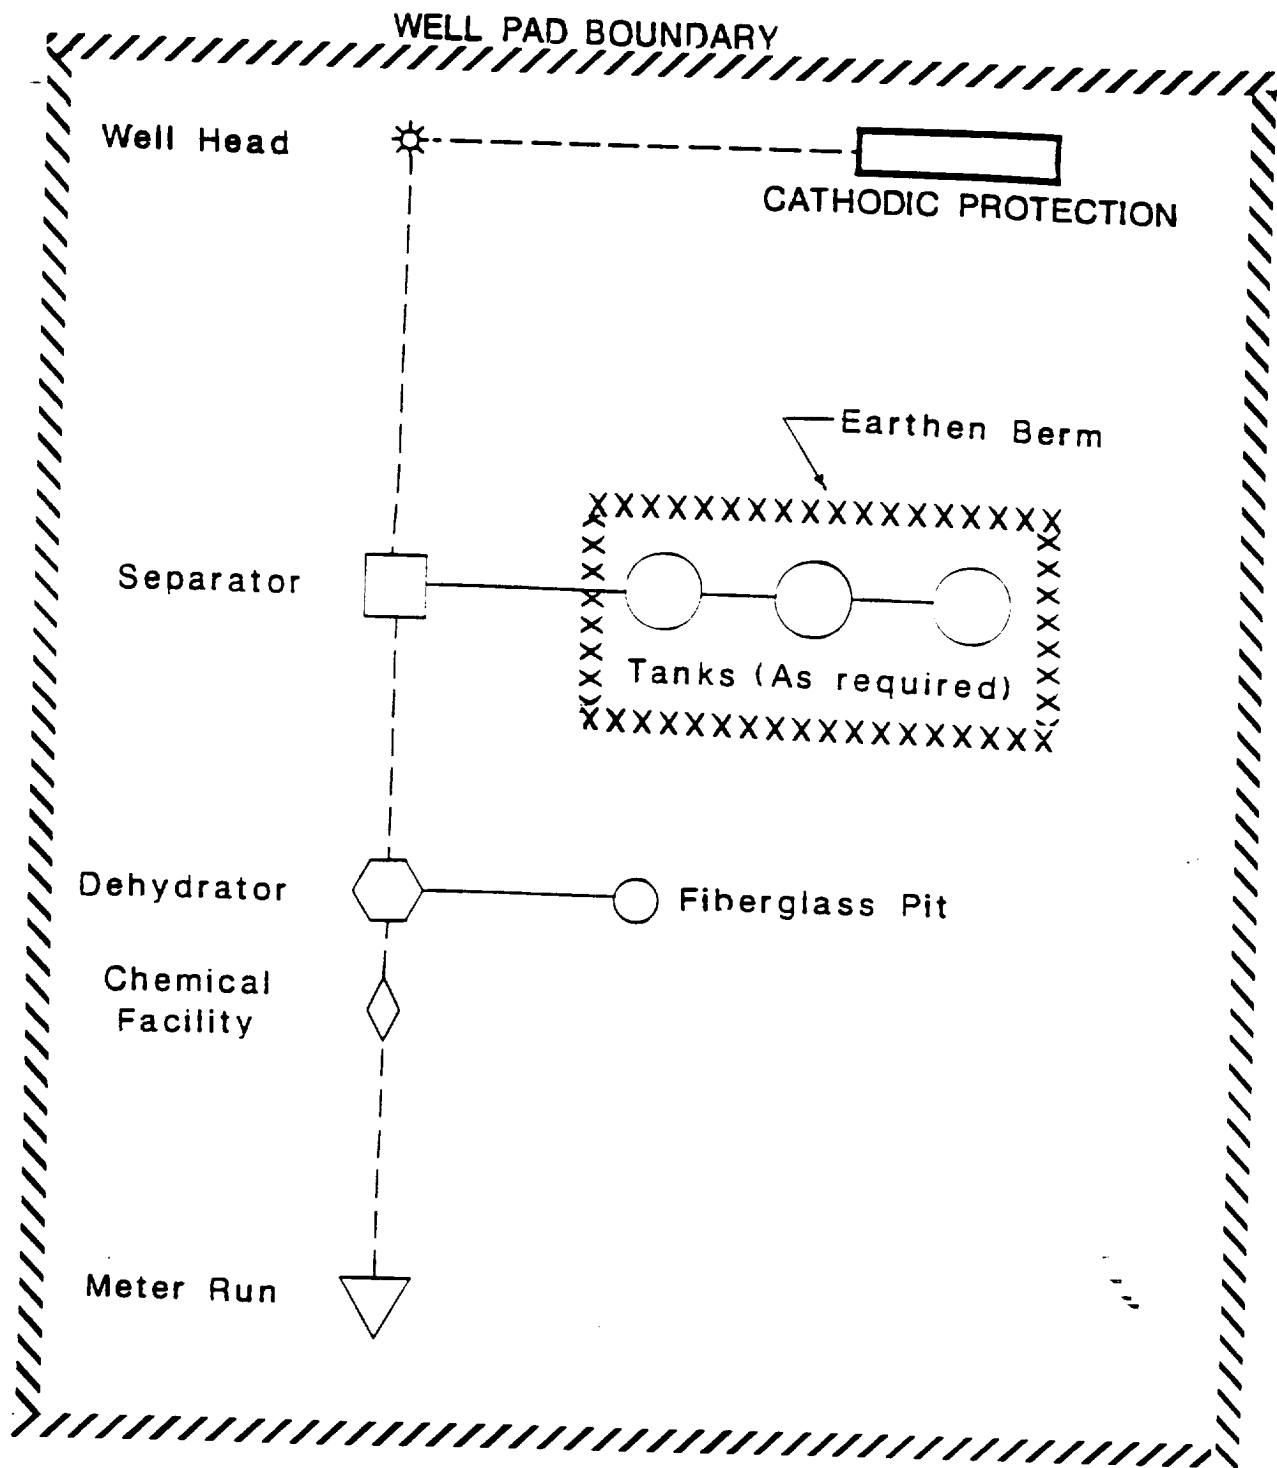 WELL PAD BOUNDARY
Well Head
CATHODIC PROTECTION
Earthen Berm
Separator
Tanks (As required)
Dehydrator
Fiberglass Pit
Chemical
Facility
Meter Run